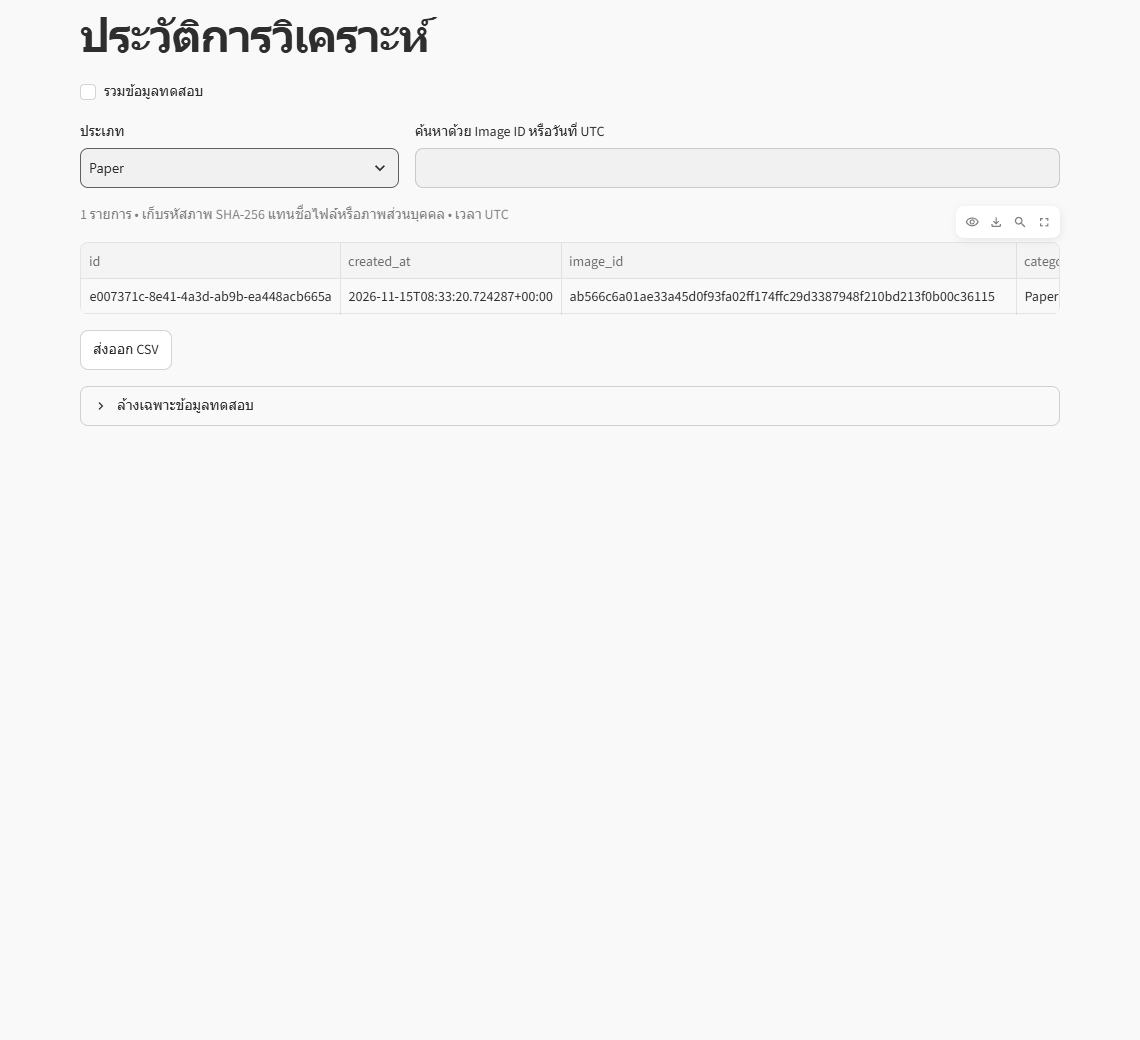 ประวัติการวิเคราะห์
รวมข้อมูลทดสอบ
ประเภท
ค้นหาด้วย Image ID หรือวันที่ UTC
Paper
1 รายการ • เก็บรหัสภาพ SHA-256 แทนชื่อไฟล์หรือภาพส่วนบุคคล • เวลา UTC
id created_at image_id catego
e007371c-8e41-4a3d-ab9b-ea448acb665a 2026-11-15T08:33:20.724287+00:00 ab566c6a01ae33a45d0f93fa02ff174ffc29d3387948f210bd213f0b00c36115 Paper
ส่งออก CSV
ล้างเฉพาะข้อมูลทดสอบ